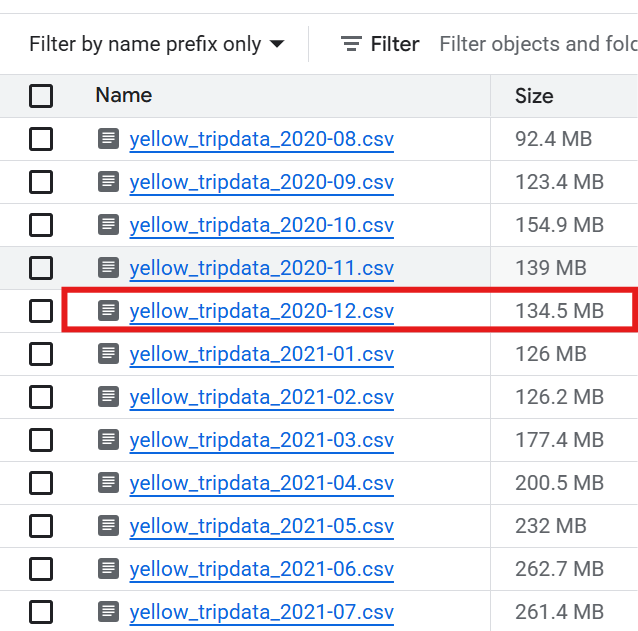 Filter by name prefix only Filter Filter objects and fol
Name Size
yellow_tripdata_2020-08.csv 92.4 MB
yellow_tripdata_2020-09.csv 123.4 MB
yellow_tripdata_2020-10.csv 154.9 MB
yellow_tripdata_2020-11.csv 139 MB
yellow_tripdata_2020-12.csv 134.5 MB
yellow_tripdata_2021-01.csv 126 MB
yellow_tripdata_2021-02.csv 126.2 MB
yellow_tripdata_2021-03.csv 177.4 MB
yellow_tripdata_2021-04.csv 200.5 MB
yellow_tripdata_2021-05.csv 232 MB
yellow_tripdata_2021-06.csv 262.7 MB
yellow_tripdata_2021-07.csv 261.4 MB